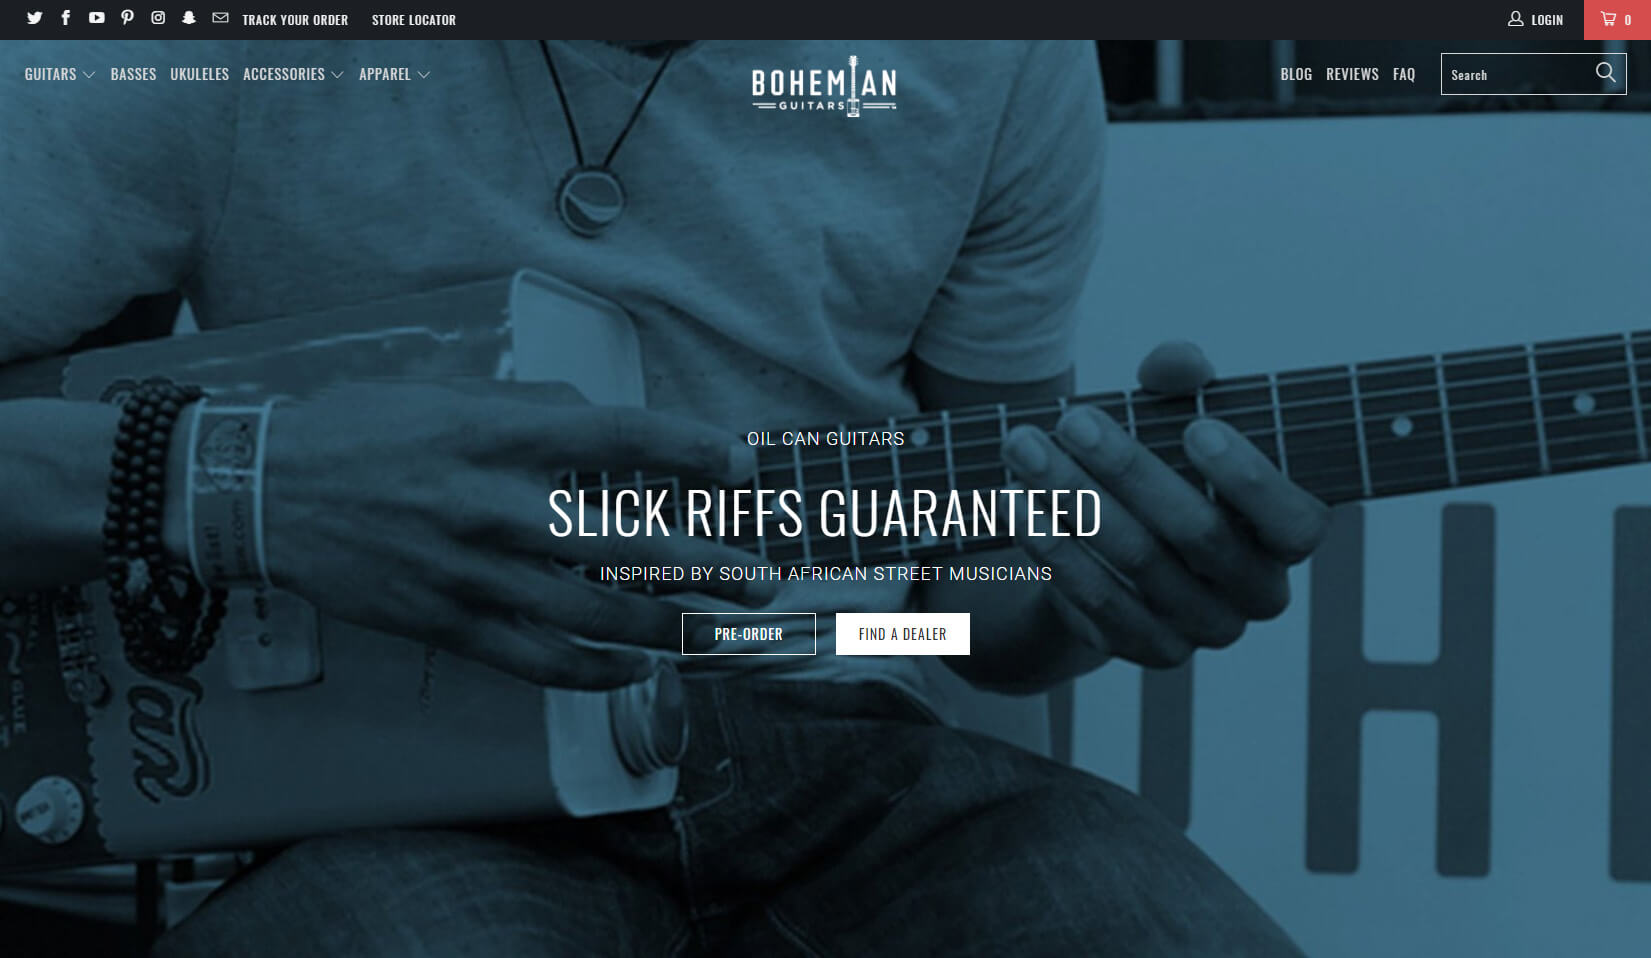 TRACK YOUR ORDER STORE LOCATOR LOGIN 0
GUITARS BASSES UKULELES ACCESSORIES APPAREL
BOHEMIAN
GUITARS
BLOG REVIEWS FAQ Search
OIL CAN GUITARS
SLICK RIFFS GUARANTEED
INSPIRED BY SOUTH AFRICAN STREET MUSICIANS
PRE-ORDER FIND A DEALER
H